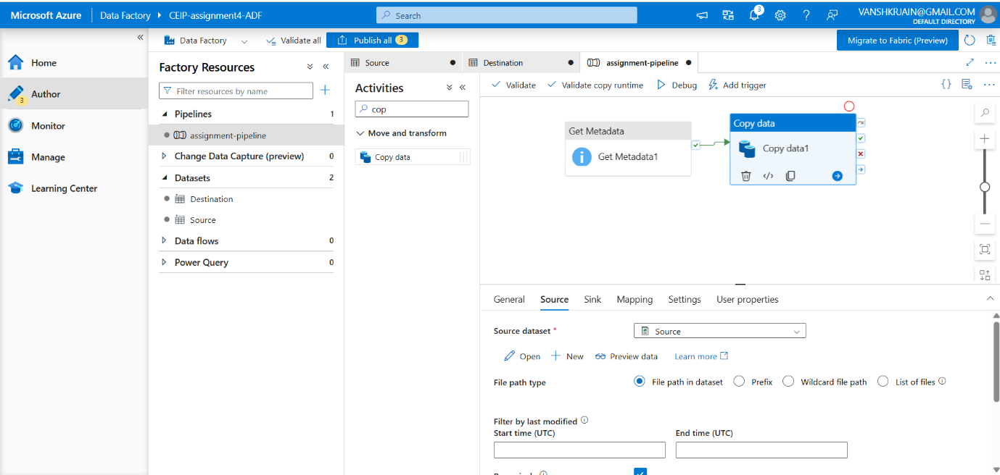 Microsoft Azure
Data Factory
CEIP-assignment4-ADF
Search
3
VANSHKRJAIN@GMAIL.COM
DEFAULT DIRECTORY
Data Factory
Validate all
Publish all 3
Migrate to Fabric (Preview)
Home
Author
3
Monitor
Manage
Learning Center
Factory Resources
Filter resources by name
Pipelines 1
assignment-pipeline
Change Data Capture (preview) 0
Datasets 2
Destination
Source
Data flows 0
Power Query 0
Source
Destination
assignment-pipeline
Activities
cop
Move and transform
Copy data
Validate
Validate copy runtime
Debug
Add trigger
Get Metadata
Get Metadata1
Copy data
Copy data1
General Source Sink Mapping Settings User properties
Source dataset *
Source
Open New Preview data Learn more
File path type
File path in dataset Prefix Wildcard file path List of files
Filter by last modified
Start time (UTC) End time (UTC)